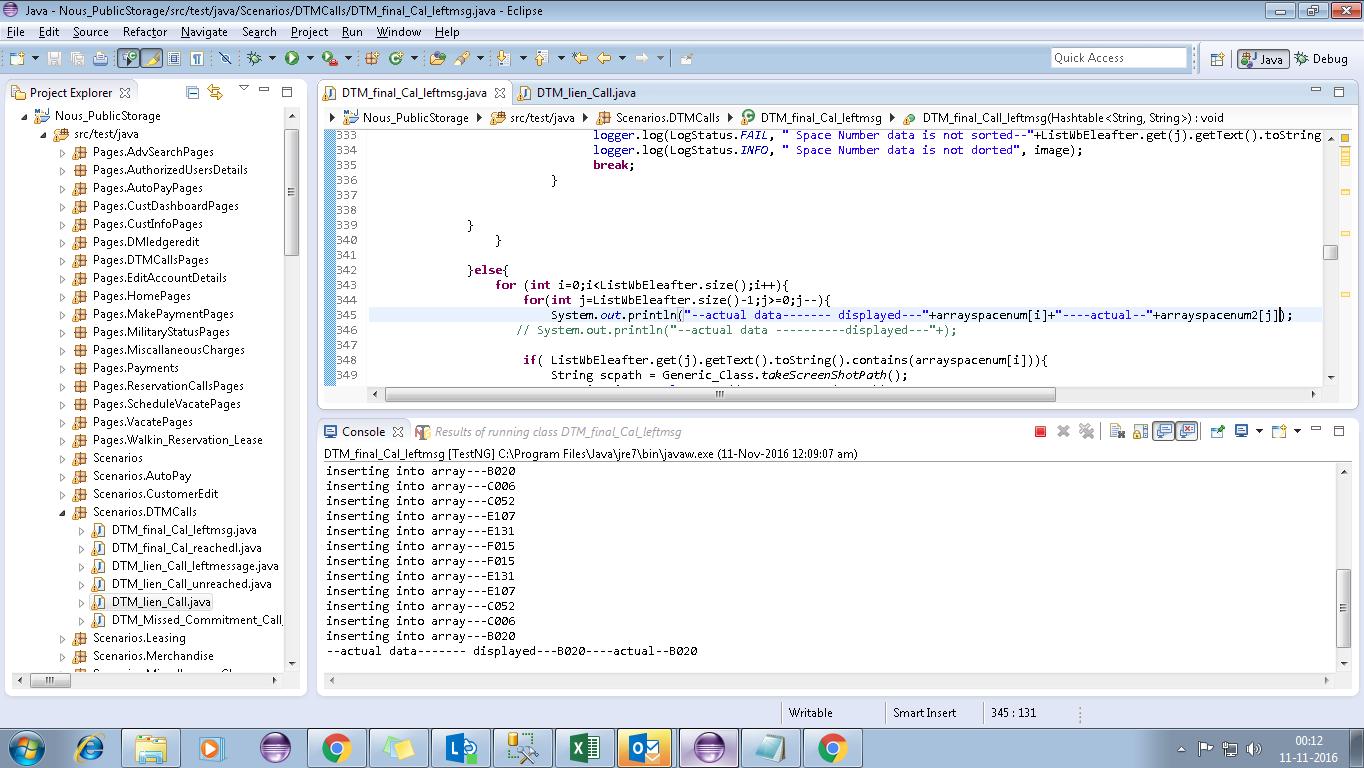 Java - Nous_PublicStorage/src/test/java/Scenarios/DTMCalls/DTM_final_Cal_leftmsg.java - Eclipse
File Edit Source Refactor Navigate Search Project Run Window Help
Quick Access
Java
Debug
Project Explorer
Nous_PublicStorage
src/test/java
Pages.AdvSearchPages
Pages.AuthorizedUsersDetails
Pages.AutoPayPages
Pages.CustDashboardPages
Pages.CustInfoPages
Pages.DMledgeredit
Pages.DTMCallsPages
Pages.EditAccountDetails
Pages.HomePages
Pages.MakePaymentPages
Pages.MilitaryStatusPages
Pages.MiscallaneousCharges
Pages.Payments
Pages.ReservationCallsPages
Pages.ScheduleVacatePages
Pages.VacatePages
Pages.Walkin_Reservation_Lease
Scenarios
Scenarios.AutoPay
Scenarios.CustomerEdit
Scenarios.DTMCalls
DTM_final_Cal_leftmsg.java
DTM_final_Cal_reachedl.java
DTM_lien_Call_leftmessage.java
DTM_lien_Call_unreached.java
DTM_lien_Call.java
DTM_Missed_Commitment_Call_
Scenarios.Leasing
Scenarios.Merchandise
DTM_final_Cal_leftmsg.java
DTM_lien_Call.java
Nous_PublicStorage src/test/java Scenarios.DTMCalls DTM_final_Cal_leftmsg DTM_final_Call_leftmsg(Hashtable<String, String>) : void
333 logger.log(LogStatus.FAIL, " Space Number data is not sorted--"+ListWbEleafter.get(j).getText().toString
334 logger.log(LogStatus.INFO, " Space Number data is not dorted", image);
335 break;
336 }
337
338
339 }
340 }
341
342 }else{
343 for (int i=0;i<ListWbEleafter.size();i++){
344 for(int j=ListWbEleafter.size()-1;j>=0;j--){
345 System.out.println("--actual data------- displayed---"+arrayspacenum[i]+"----actual--"+arrayspacenum2[j]);
346 // System.out.println("--actual data ----------displayed---"+);
347
348 if( ListWbEleafter.get(j).getText().toString().contains(arrayspacenum[i])){
349 String scpath = Generic_Class.takeScreenShotPath();
Console
Results of running class DTM_final_Cal_leftmsg
DTM_final_Cal_leftmsg [TestNG] C:\Program Files\Java\jre7\bin\javaw.exe (11-Nov-2016 12:09:07 am)
inserting into array---B020
inserting into array---C006
inserting into array---C052
inserting into array---E107
inserting into array---E131
inserting into array---F015
inserting into array---F015
inserting into array---E131
inserting into array---E107
inserting into array---C052
inserting into array---C006
inserting into array---B020
--actual data------- displayed---B020----actual--B020
Writable
Smart Insert
345 : 131
00:12
11-11-2016